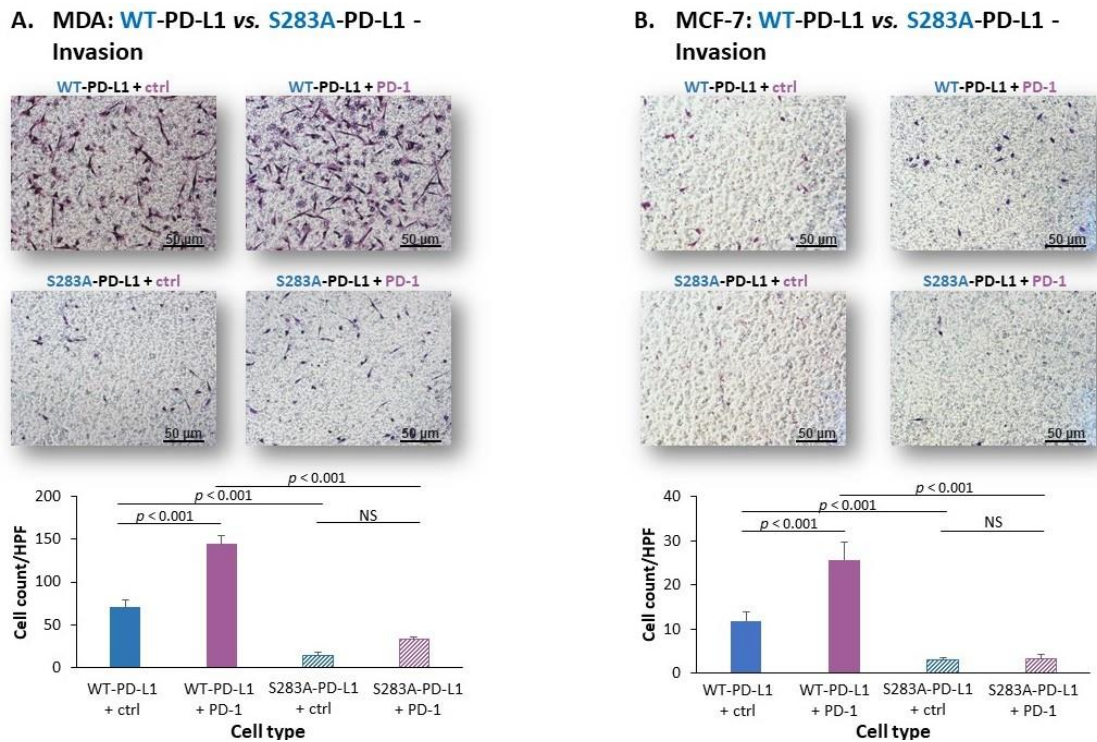 A. MDA: WT-PD-L1 vs. S283A-PD-L1 -
Invasion
WT-PD-L1 + ctrl
WT-PD-L1 + PD-1
50 µm
50 µm
S283A-PD-L1 + ctrl
S283A-PD-L1 + PD-1
50 µm
50 µm
p < 0.001
p < 0.001
p < 0.001
NS
200
150
100
50
0
Cell count/HPF
WT-PD-L1
+ ctrl
WT-PD-L1
+ PD-1
S283A-PD-L1
+ ctrl
S283A-PD-L1
+ PD-1
Cell type
B. MCF-7: WT-PD-L1 vs. S283A-PD-L1 -
Invasion
WT-PD-L1 + ctrl
WT-PD-L1 + PD-1
50 µm
50 µm
S283A-PD-L1 + ctrl
S283A-PD-L1 + PD-1
50 µm
50 µm
p < 0.001
p < 0.001
p < 0.001
NS
40
30
20
10
0
Cell count/HPF
WT-PD-L1
+ ctrl
WT-PD-L1
+ PD-1
S283A-PD-L1
+ ctrl
S283A-PD-L1
+ PD-1
Cell type